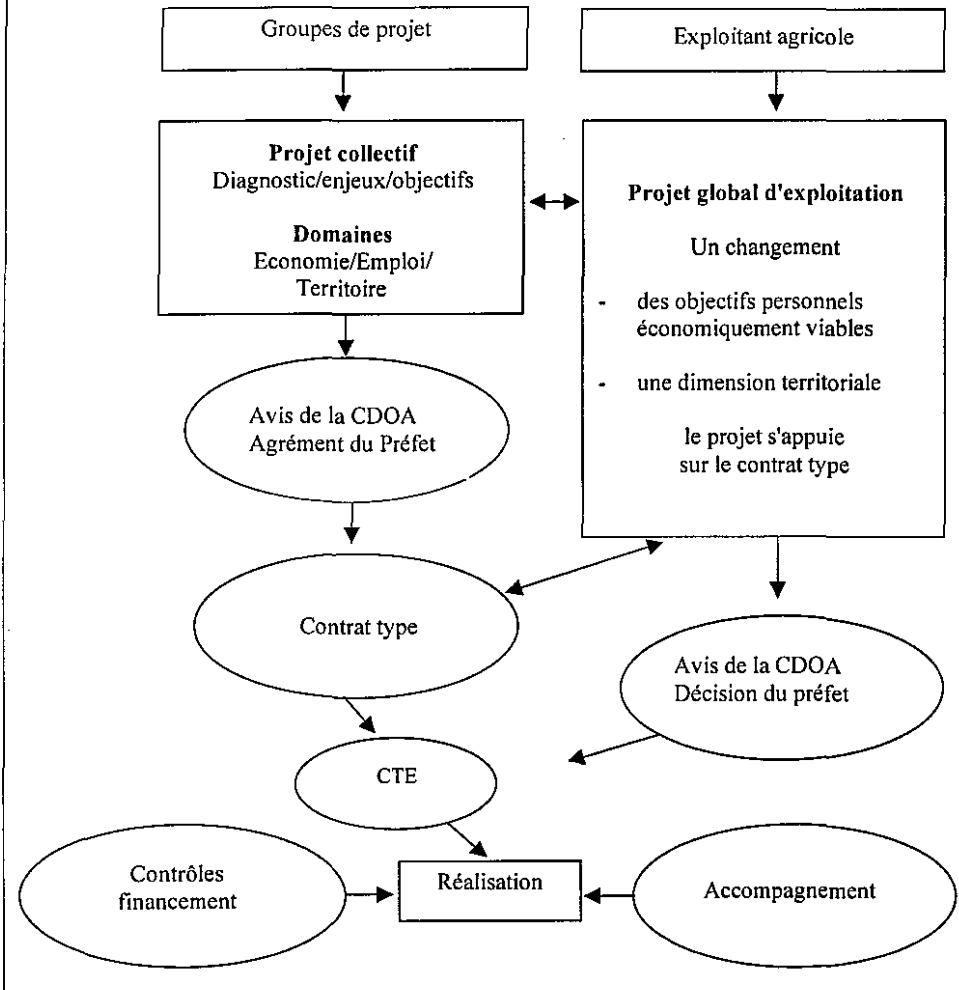 Groupes de projet
Exploitant agricole
Projet collectif
Diagnostic/enjeux/objectifs
Domaines
Economie/Emploi/
Territoire
Projet global d'exploitation
Un changement
- des objectifs personnels
économiquement viables
- une dimension territoriale
le projet s'appuie
sur le contrat type
Avis de la CDOA
Agrément du Préfet
Contrat type
Avis de la CDOA
Décision du préfet
CTE
Contrôles
financement
Réalisation
Accompagnement